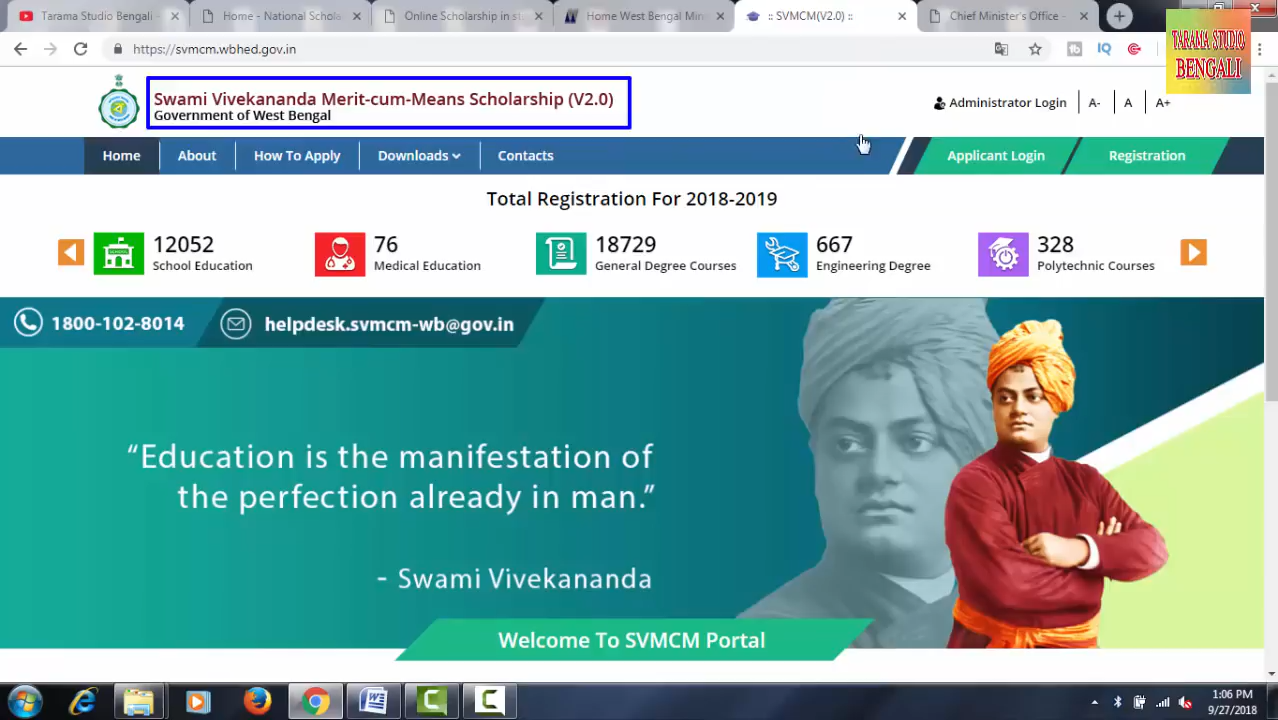 Tarama Studio Bengali -
Home - National Schola
Online Scholarship in st
Home West Bengal Min
:: SVMCM(V2.0) ::
Chief Minister's Office -
https://svmcm.wbhed.gov.in
TARAMA STUDIO
BENGALI
Swami Vivekananda Merit-cum-Means Scholarship (V2.0)
Government of West Bengal
Administrator Login
A-
A
A+
Home
About
How To Apply
Downloads
Contacts
Applicant Login
Registration
Total Registration For 2018-2019
12052
School Education
76
Medical Education
18729
General Degree Courses
667
Engineering Degree
328
Polytechnic Courses
1800-102-8014
helpdesk.svmcm-wb@gov.in
“Education is the manifestation of
the perfection already in man.”
- Swami Vivekananda
Welcome To SVMCM Portal
1:06 PM
9/27/2018